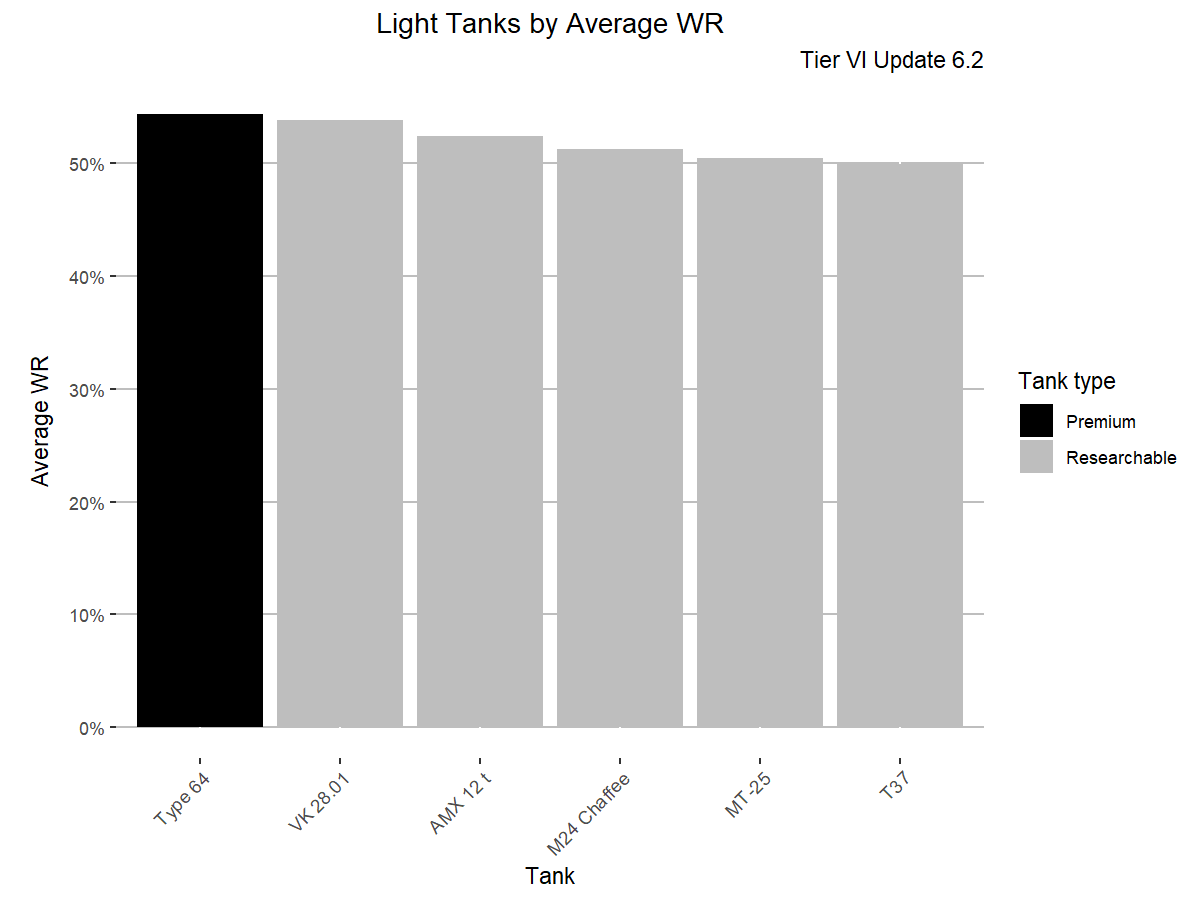 Light Tanks by Average WR
Tier VI Update 6.2
50%
40%
30%
20%
10%
0%
Average WR
Type 64
VK 28.01
AMX 12 t
M24 Chaffee
MT-25
T37
Tank
Tank type
Premium
Researchable